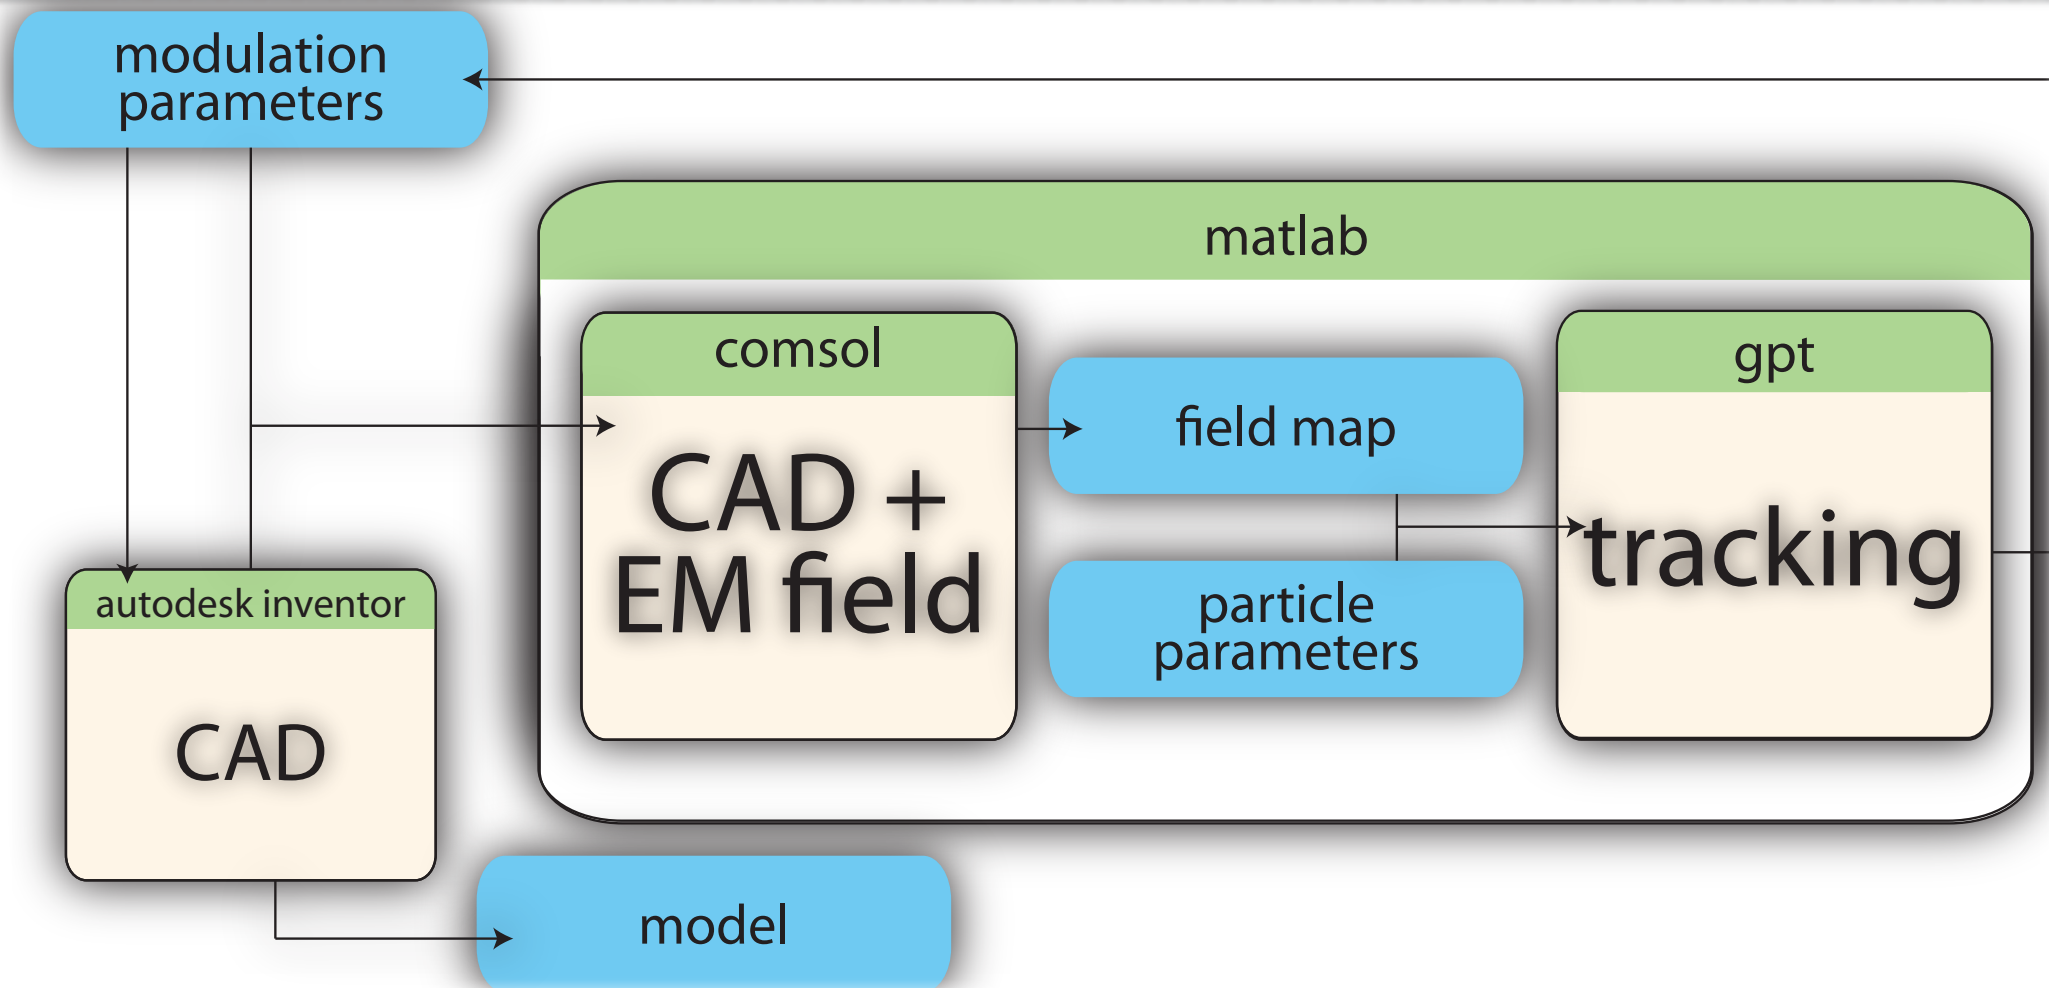 modulation
parameters
matlab
comsol
CAD +
EM field
field map
particle
parameters
gpt
tracking
autodesk inventor
CAD
model